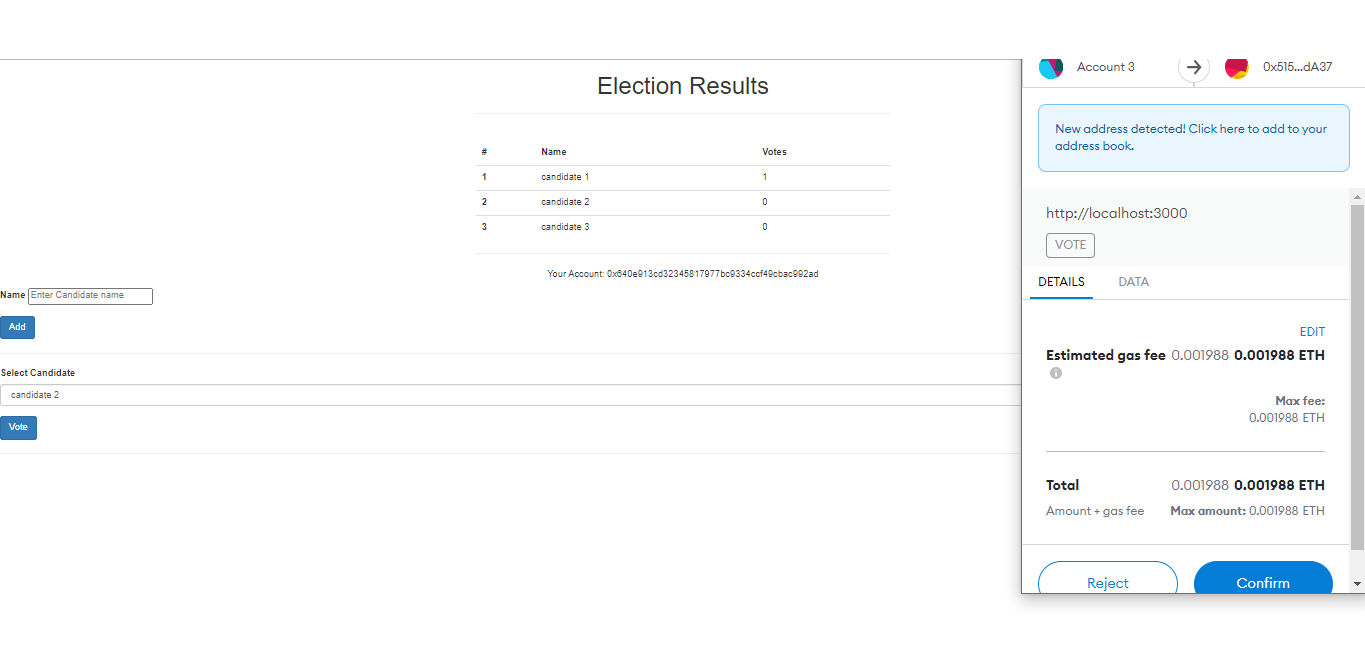 Election Results
# Name Votes
1 candidate 1 1
2 candidate 2 0
3 candidate 3 0
Your Account: 0x640e913cd32345817977bc9334ccf49cbac992ad
Name Enter Candidate name
Add
Select Candidate
candidate 2
Vote
Account 3 0x515...dA37
New address detected! Click here to add to your
address book.
http://localhost:3000
VOTE
DETAILS DATA
EDIT
Estimated gas fee 0.001988 0.001988 ETH
Max fee:
0.001988 ETH
Total 0.001988 0.001988 ETH
Amount + gas fee Max amount: 0.001988 ETH
Reject Confirm